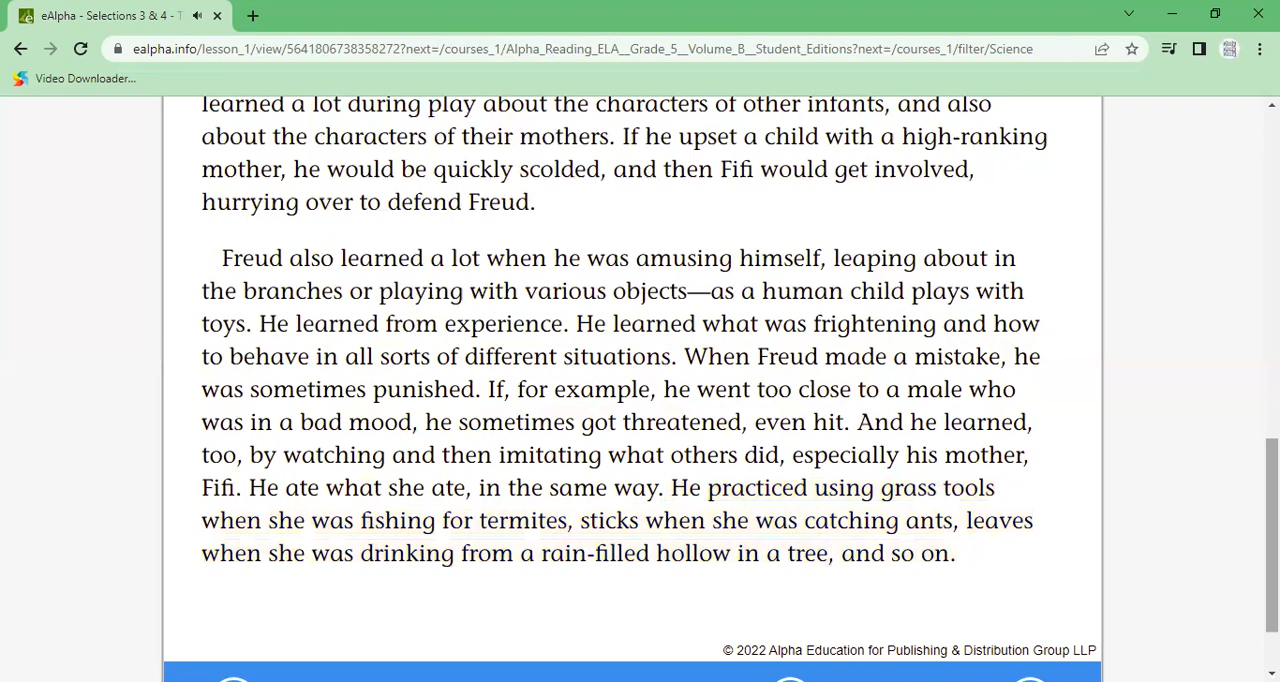 eAlpha - Selections 3 & 4 - T
ealpha.info/lesson_1/view/5641806738358272?next=/courses_1/Alpha_Reading_ELA__Grade_5__Volume_B__Student_Editions?next=/courses_1/filter/Science
Video Downloader...
learned a lot during play about the characters of other infants, and also
about the characters of their mothers. If he upset a child with a high-ranking
mother, he would be quickly scolded, and then Fifi would get involved,
hurrying over to defend Freud.
Freud also learned a lot when he was amusing himself, leaping about in
the branches or playing with various objects—as a human child plays with
toys. He learned from experience. He learned what was frightening and how
to behave in all sorts of different situations. When Freud made a mistake, he
was sometimes punished. If, for example, he went too close to a male who
was in a bad mood, he sometimes got threatened, even hit. And he learned,
too, by watching and then imitating what others did, especially his mother,
Fifi. He ate what she ate, in the same way. He practiced using grass tools
when she was fishing for termites, sticks when she was catching ants, leaves
when she was drinking from a rain-filled hollow in a tree, and so on.
© 2022 Alpha Education for Publishing & Distribution Group LLP